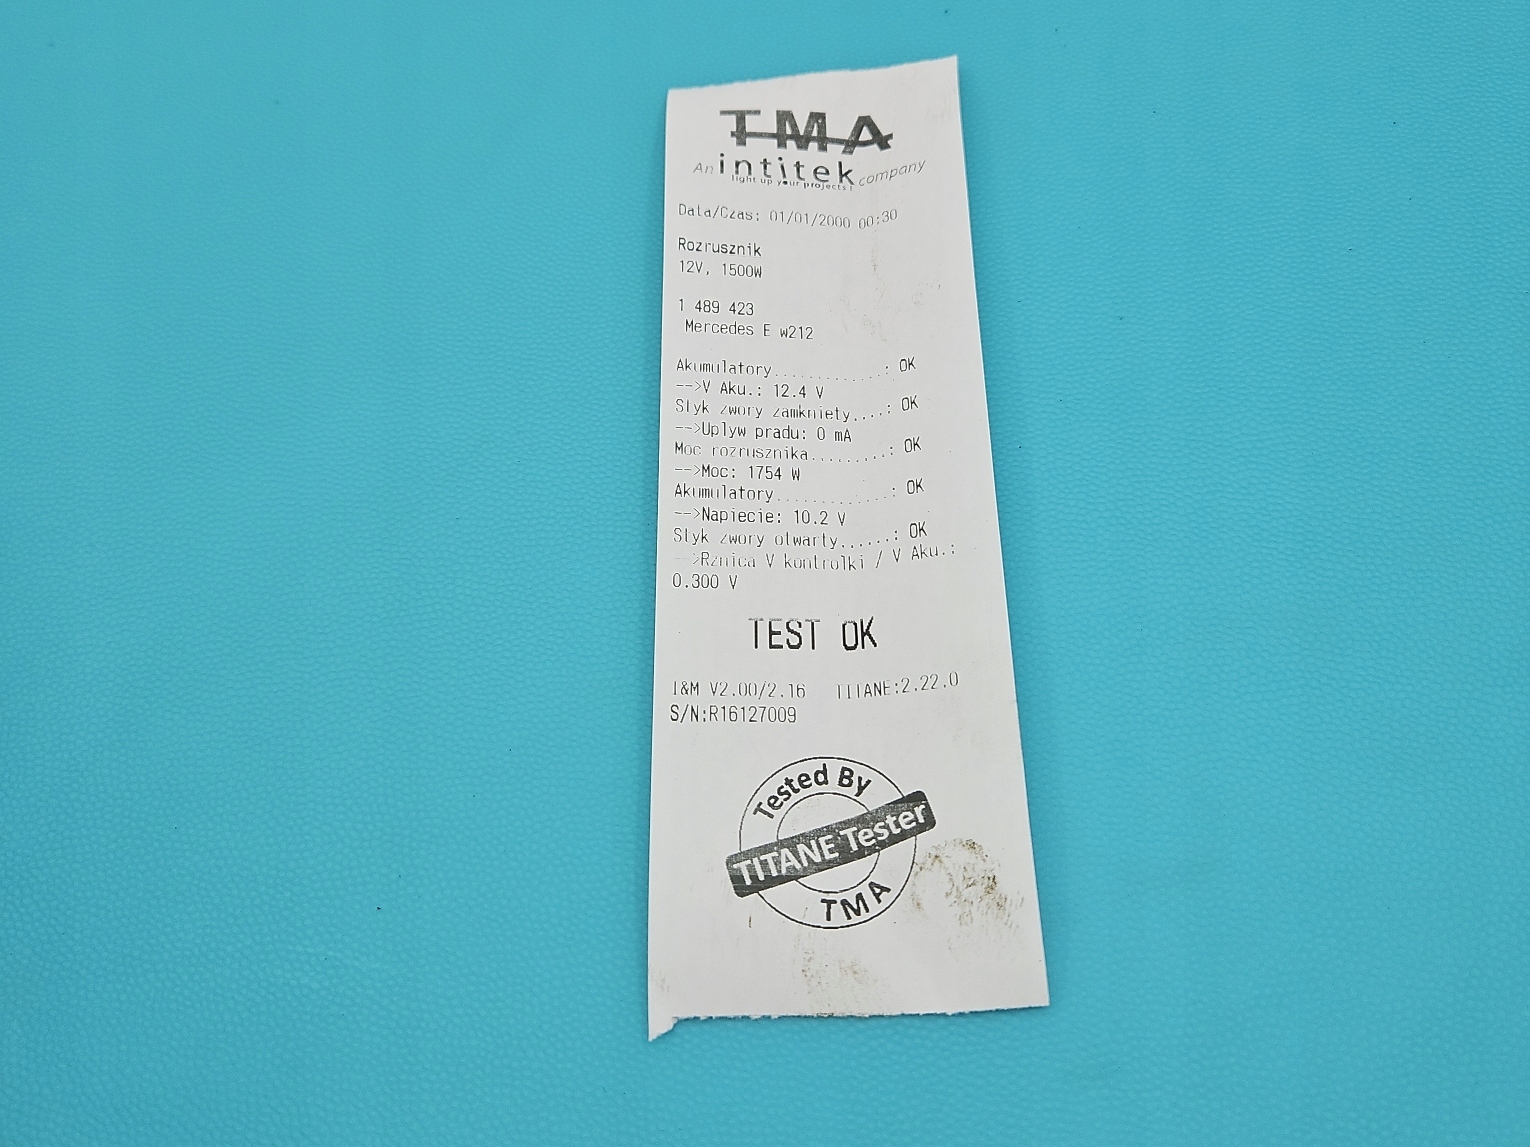 TMA
An intitek company
light up your projects!
Data/Czas: 01/01/2000 00:30
Rozrusznik
12V, 1500W
1 489 423
Mercedes E w212
Akumulatory.............: OK
-->V Aku.: 12.4 V
Styk zwory zamkniety....: OK
-->Uplyw pradu: 0 mA
Moc rozrusznika.........: OK
-->Moc: 1754 W
Akumulatory.............: OK
-->Napiecie: 10.2 V
Styk zwory otwarty......: OK
-->Rznica V kontrolki / V Aku.:
0.300 V
TEST OK
I&M V2.00/2.16 TITANE:2.22.0
S/N:R16127009
Tested By
TITANE Tester
TMA